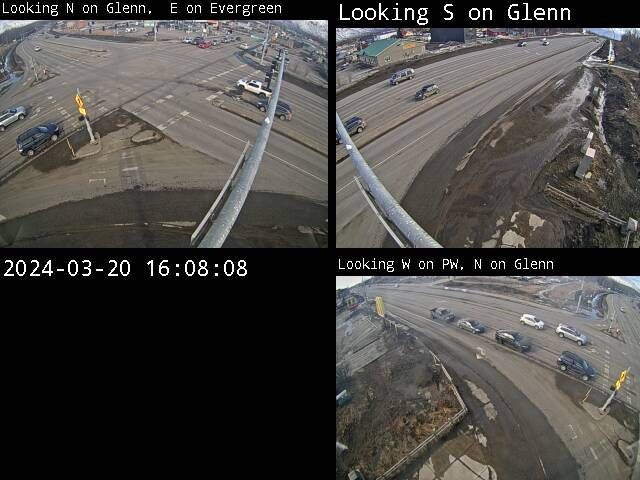 Looking N on Glenn,  E on Evergreen
Looking S on Glenn
2024-03-20 16:08:08
Looking W on PW, N on Glenn